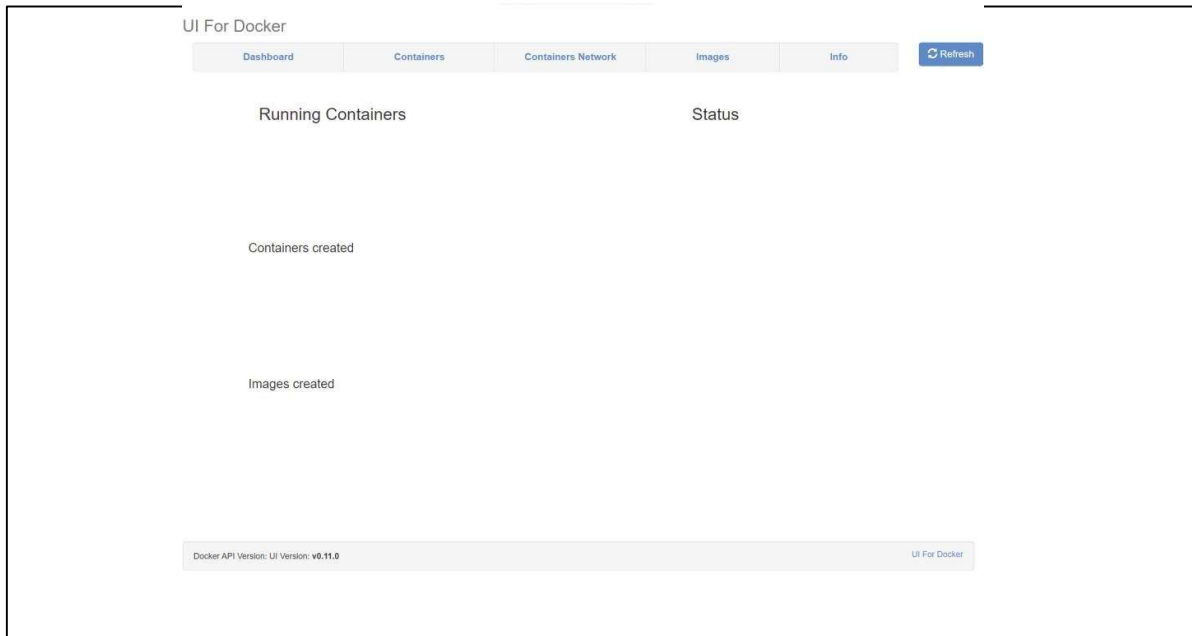 UI For Docker
Dashboard Containers Containers Network Images Info Refresh
Running Containers Status
Containers created
Images created
Docker API Version: UI Version: v0.11.0 UI For Docker